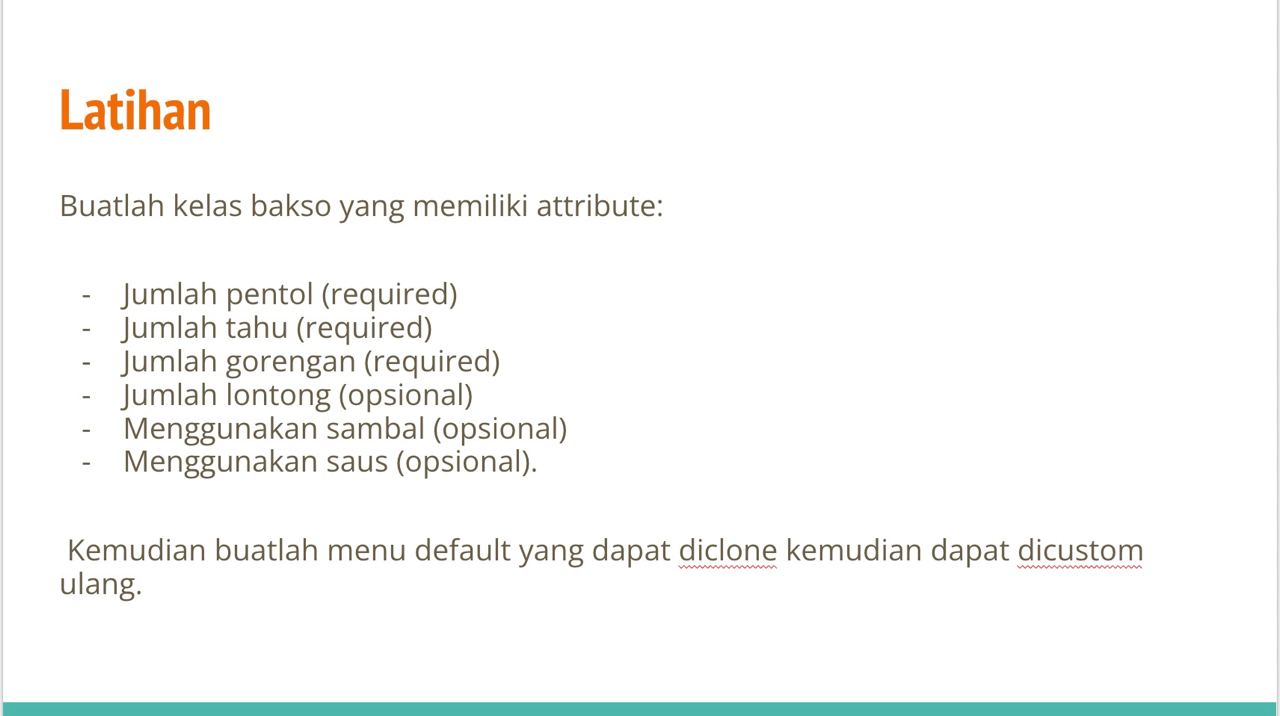 Latihan
Buatlah kelas bakso yang memiliki attribute:
- Jumlah pentol (required)
- Jumlah tahu (required)
- Jumlah gorengan (required)
- Jumlah lontong (opsional)
- Menggunakan sambal (opsional)
- Menggunakan saus (opsional).
Kemudian buatlah menu default yang dapat diclone kemudian dapat dicustom
ulang.